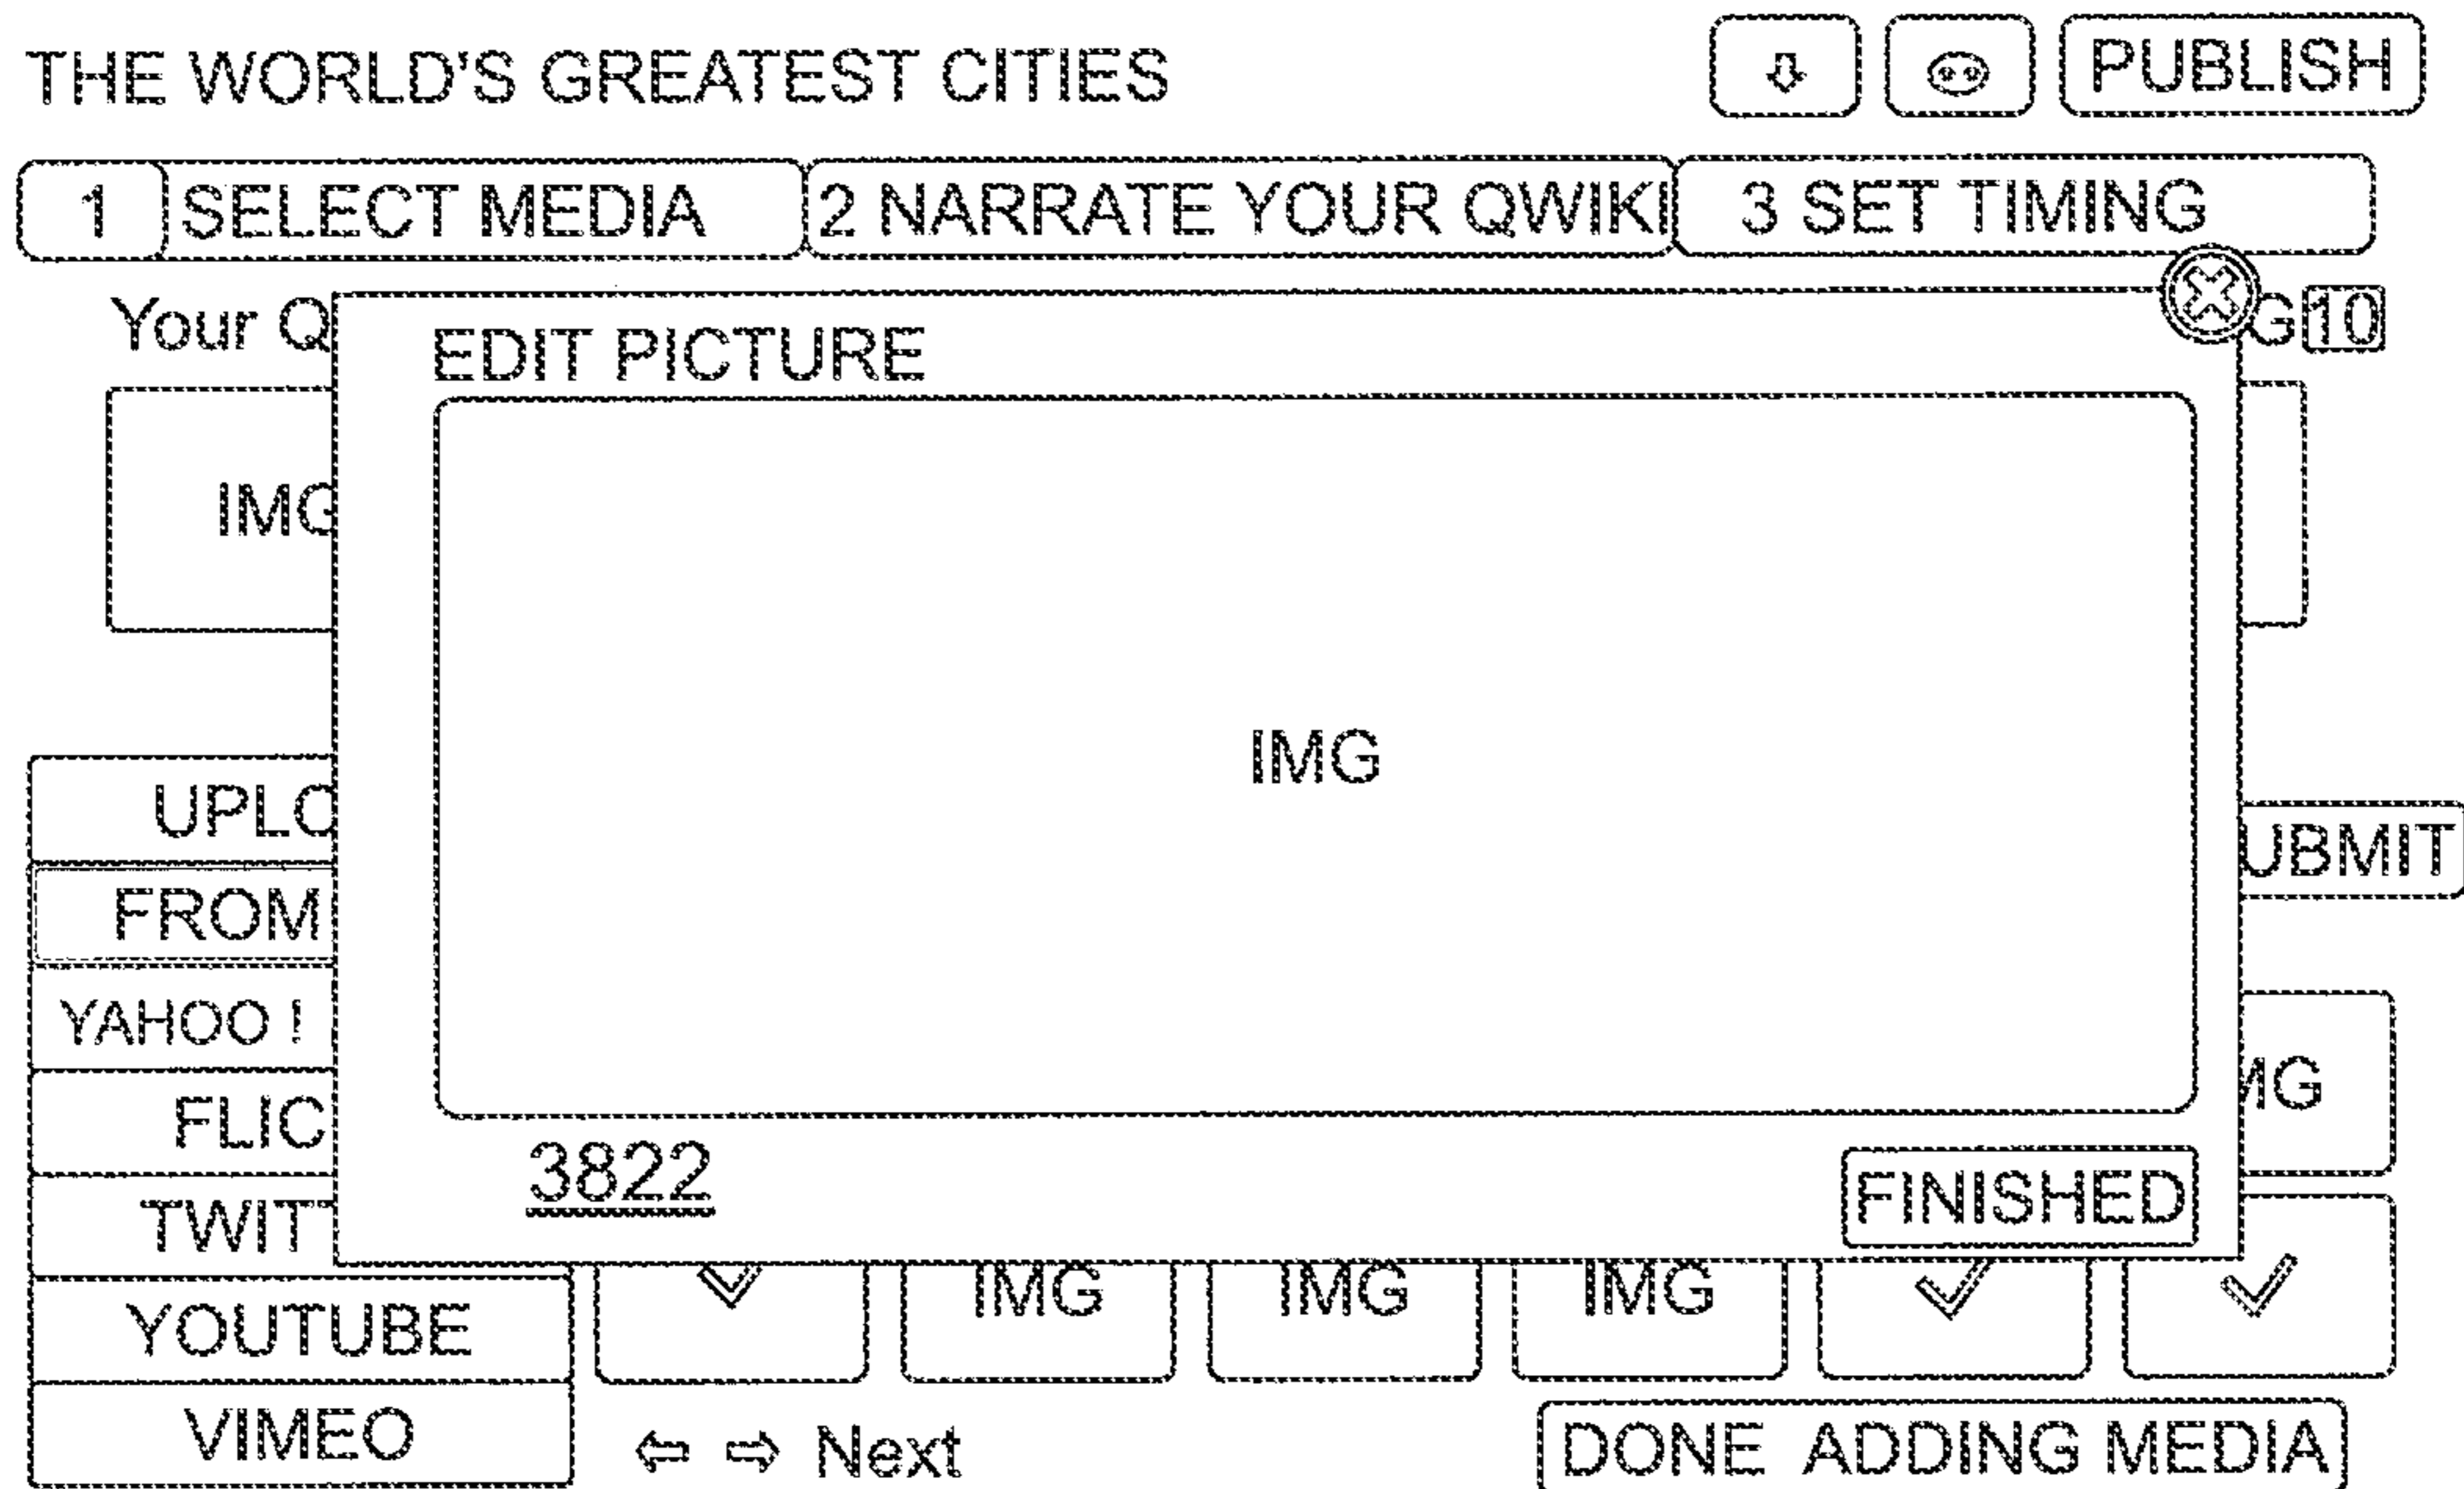 THE WORLD'S GREATEST CITIES
PUBLISH
1 SELECT MEDIA
2 NARRATE YOUR QWIKI
3 SET TIMING
Your Q
G 10
EDIT PICTURE
IMG
IMG
UPLO
UBMIT
FROM
YAHOO !
FLIC
MG
3822
FINISHED
TWIT
IMG IMG IMG
YOUTUBE
VIMEO
⇦ ⇨ Next
DONE ADDING MEDIA